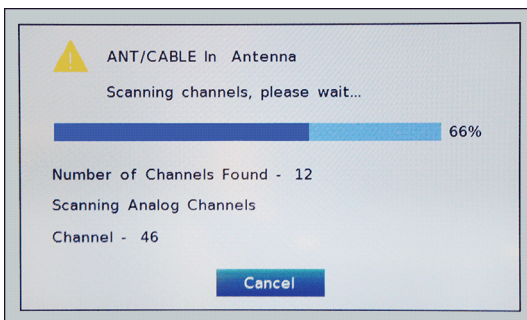 ANT/CABLE In Antenna
Scanning channels, please wait...
66%
Number of Channels Found - 12
Scanning Analog Channels
Channel - 46
Cancel